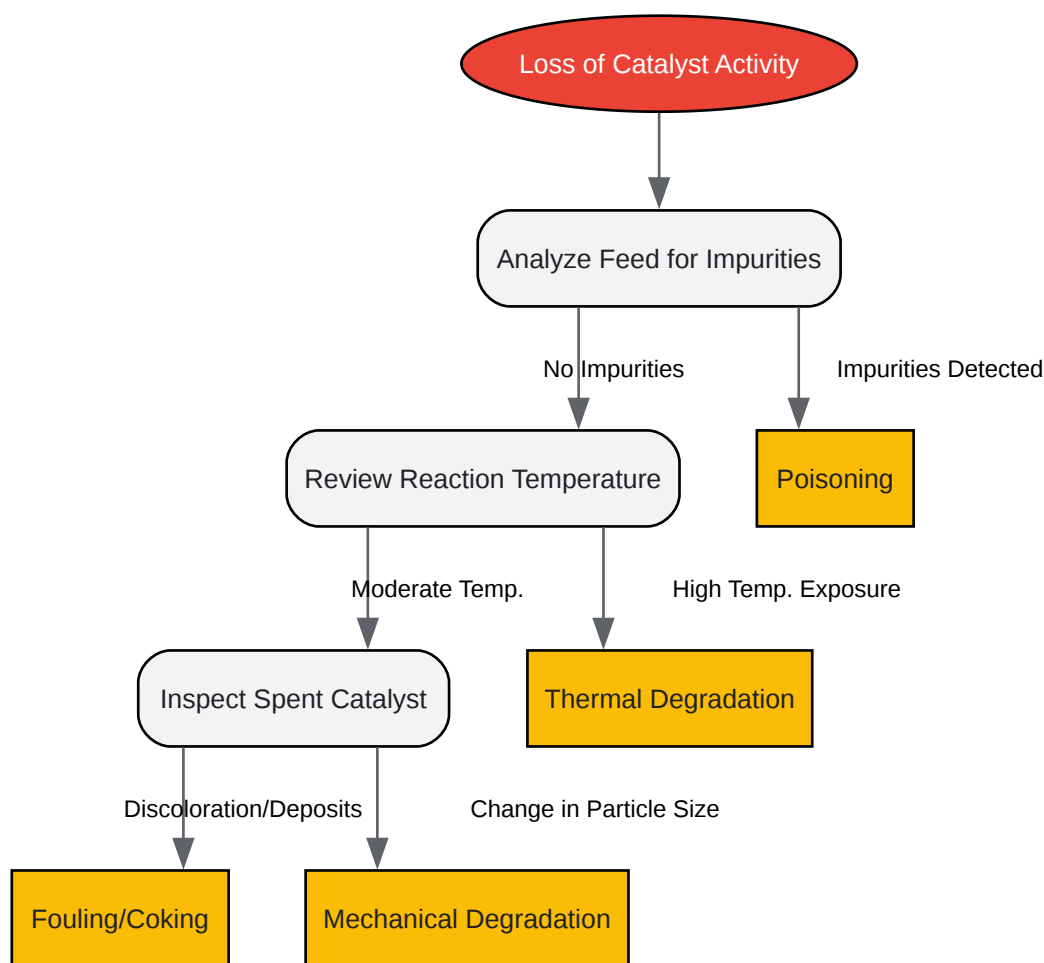 Loss of Catalyst Activity
Analyze Feed for Impurities
No Impurities
Impurities Detected
Review Reaction Temperature
Poisoning
Moderate Temp.
High Temp. Exposure
Inspect Spent Catalyst
Thermal Degradation
Discoloration/Deposits
Change in Particle Size
Fouling/Coking
Mechanical Degradation